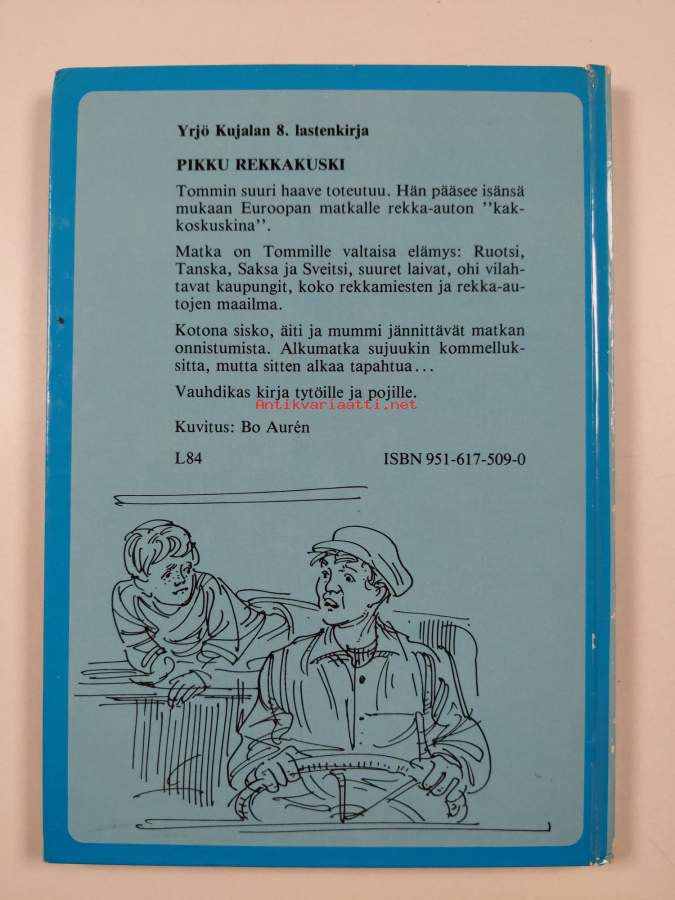 Yrjö Kujalan 8. lastenkirja
PIKKU REKKAKUSKI
Tommin suuri haave toteutuu. Hän pääsee isänsä
mukaan Euroopan matkalle rekka-auton ”kak-
koskuskina”.
Matka on Tommille valtaisa elämys: Ruotsi,
Tanska, Saksa ja Sveitsi, suuret laivat, ohi vilah-
tavat kaupungit, koko rekkamiesten ja rekka-au-
tojen maailma.
Kotona sisko, äiti ja mummi jännittävät matkan
onnistumista. Alkumatka sujuukin kommelluk-
sitta, mutta sitten alkaa tapahtua...
Vauhdikas kirja tytöille ja pojille.
Antikvariaatti.net
Kuvitus: Bo Aurén
L84 ISBN 951-617-509-0